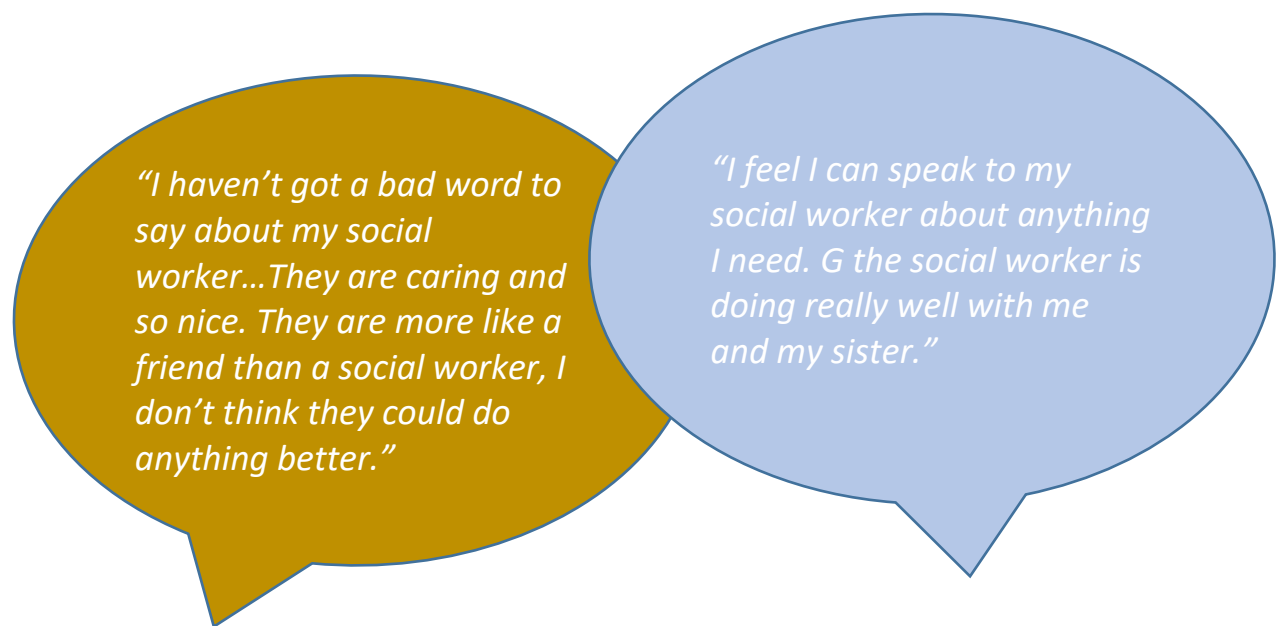 “I haven’t got a bad word to
say about my social
worker…They are caring and
so nice. They are more like a
friend than a social worker, I
don’t think they could do
anything better.”
“I feel I can speak to my
social worker about anything
I need. G the social worker is
doing really well with me
and my sister.”